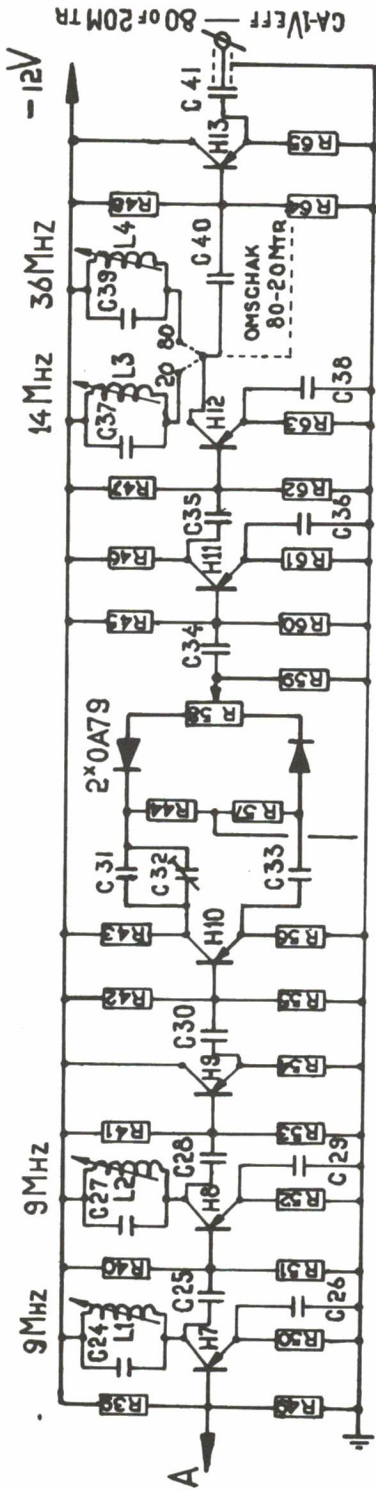 9MHZ
9MHZ
2×OA79
14MHZ
36MHZ
-12V
R39
C24
L1
R40
C27
L2
R41
R42
R43
R45
R46
R47
C37
L3
C39
L4
R48
C31
C32
R44
R58
20
80
A
H7
C25
H8
C28
H9
C30
H10
C33
R57
C34
H11
C35
H12
C40
H13
C41
CA-1VEFF — 80 OF 20MTR
OMSCHAK
80-20MTR
R49
R50
C26
R51
R52
C29
R53
R54
R55
R56
R59
R60
R61
C36
R62
R63
C38
R64
R65